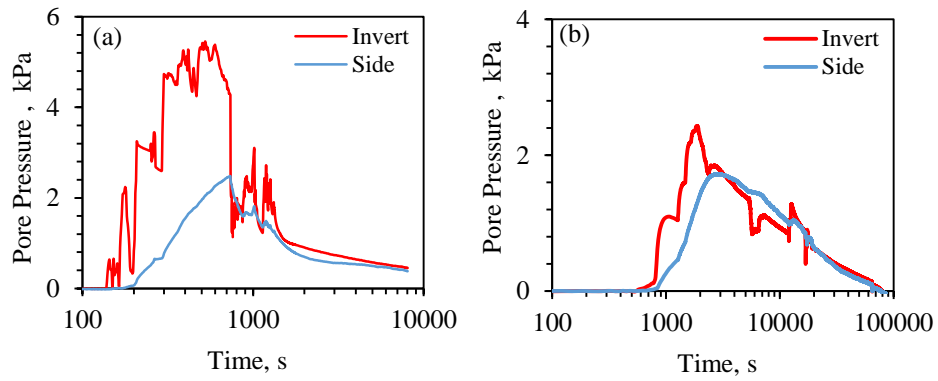 (a)
Invert
Side
Pore Pressure , kPa
6
4
2
0
100
1000
10000
Time, s
(b)
Invert
Side
Pore Pressure , kPa
4
2
0
100
1000
10000
100000
Time, s